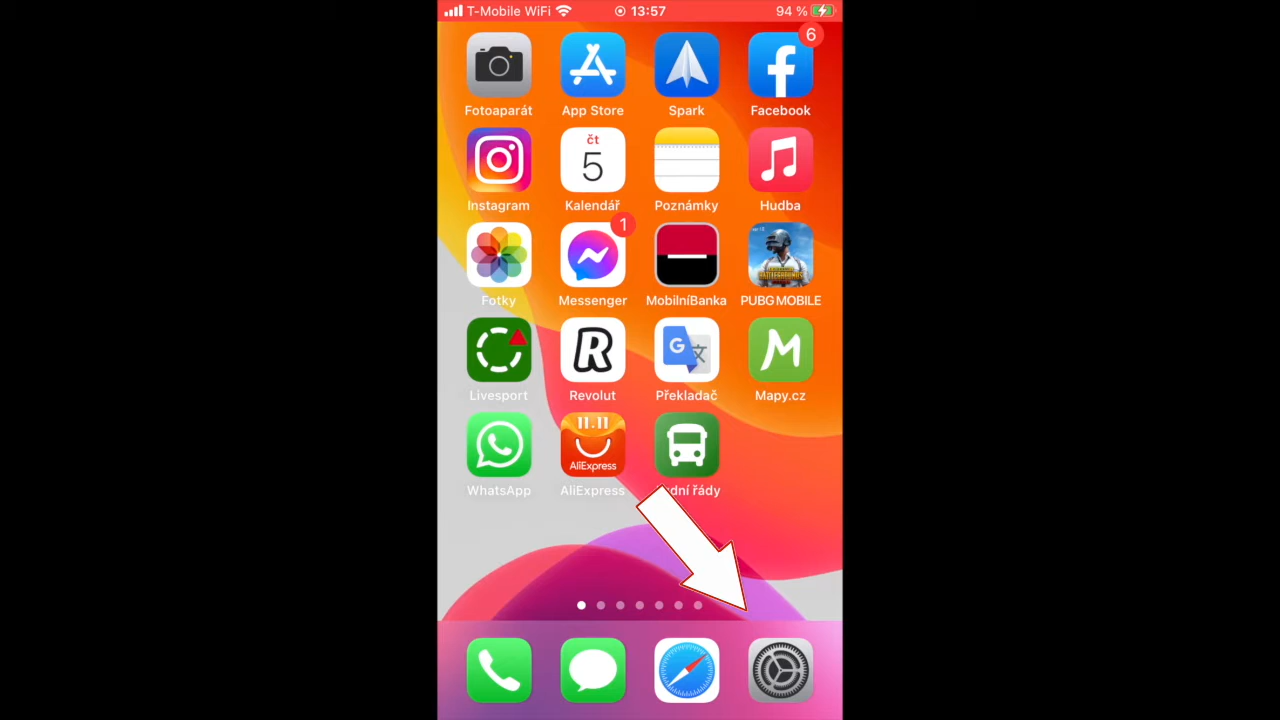 T-Mobile WiFi 13:57 94 %
6
Fotoaparát App Store Spark Facebook
čt
5
Instagram Kalendář Poznámky Hudba
1
Fotky Messenger MobilníBanka PUBG MOBILE
G
Livesport Revolut Překladač Mapy.cz
11.11
AliExpress
WhatsApp AliExpress řády